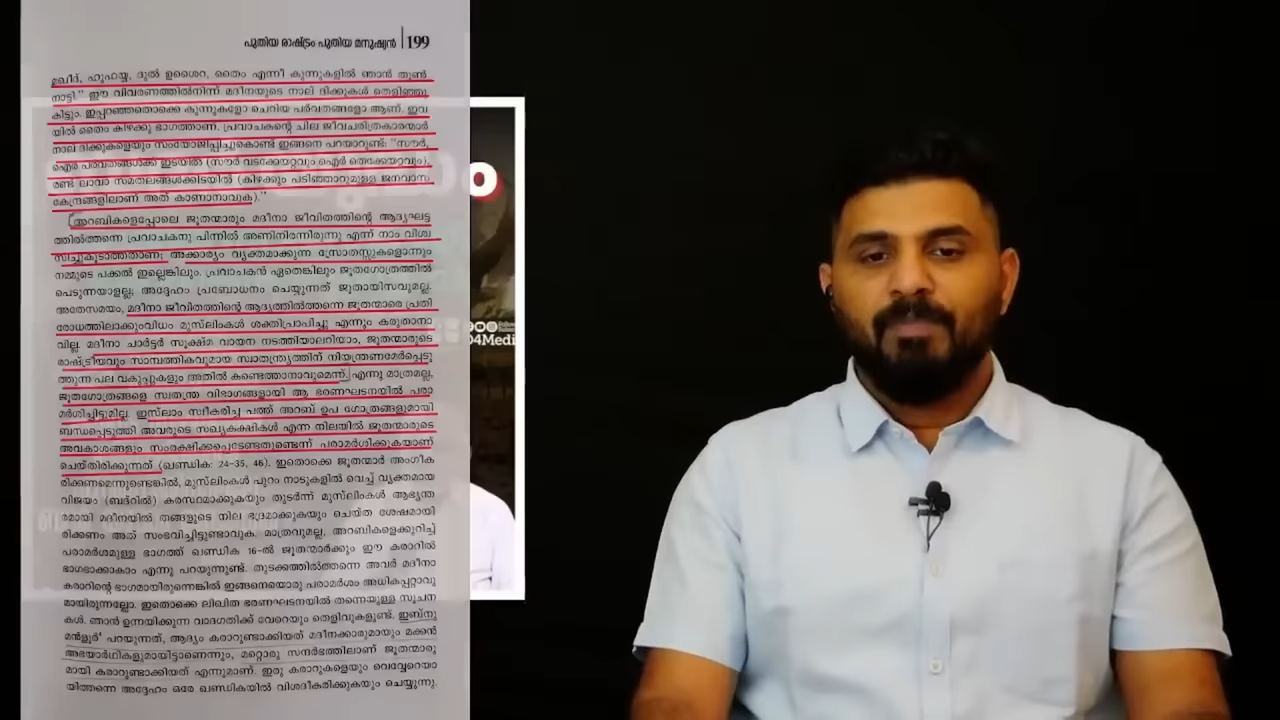 പുതിയ രാഷ്ട്രം പുതിയ മനുഷ്യൻ 199
മഖീദ്, ഹുഫയ്യ, ദുൽ ഉശൈറ, തൈം എന്നീ കുന്നുകളിൽ ഞാൻ തൂൺ
നാട്ടി." ഈ വിവരണത്തിൽനിന്ന് മദീനയുടെ നാല് ദിക്കുകൾ തെളിഞ്ഞു
കിട്ടും. ഇപ്പറഞ്ഞതൊക്കെ കുന്നുകളോ ചെറിയ പർവതങ്ങളോ ആണ്. ഇവ
യിൽ തൈം കിഴക്കു ഭാഗത്താണ്. പ്രവാചകന്റെ ചില ജീവചരിത്രകാരന്മാർ
നാല് ദിക്കുകളെയും സംയോജിപ്പിച്ചുകൊണ്ട് ഇങ്ങനെ പറയാറുണ്ട്: "സൗർ,
ഐർ പർവതങ്ങൾക്ക് ഇടയിൽ (സൗർ വടക്കേയറ്റവും ഐർ തെക്കേയറ്റവും),
രണ്ട് ലാവാ സമതലങ്ങൾക്കിടയിൽ (കിഴക്കും പടിഞ്ഞാറുമുള്ള ജനവാസ
കേന്ദ്രങ്ങളിലാണ് അത് കാണാനാവുക)."
അറബികളെപ്പോലെ ജൂതന്മാരും മദീനാ ജീവിതത്തിന്റെ ആദ്യഘട്ട
ത്തിൽത്തന്നെ പ്രവാചകനു പിന്നിൽ അണിനിരന്നിരുന്നു എന്ന് നാം വിശ്വ
സിച്ചുകൂടാത്തതാണ്; അക്കാര്യം വ്യക്തമാക്കുന്ന സ്രോതസ്സുകളൊന്നും
നമ്മുടെ പക്കൽ ഇല്ലെങ്കിലും. പ്രവാചകൻ ഏതെങ്കിലും ജൂതഗോത്രത്തിൽ
പെടുന്നയാളല്ല; അദ്ദേഹം പ്രബോധനം ചെയ്യുന്നത് ജൂതായിസവുമല്ല.
അതേസമയം, മദീനാ ജീവിതത്തിന്റെ ആദ്യത്തിൽത്തന്നെ ജൂതന്മാരെ പ്രതി
രോധത്തിലാക്കുംവിധം മുസ്‌ലിംകൾ ശക്തിപ്രാപിച്ചു എന്നും കരുതാനാ
വില്ല. മദീനാ ചാർട്ടർ സൂക്ഷ്മ വായന നടത്തിയാലറിയാം, ജൂതന്മാരുടെ
രാഷ്ട്രീയവും സാമ്പത്തികവുമായ സ്വാതന്ത്ര്യത്തിന് നിയന്ത്രണമേർപ്പെടു
ത്തുന്ന പല വകുപ്പുകളും അതിൽ കണ്ടെത്താനാവുമെന്ന്. എന്നു മാത്രമല്ല,
ജൂതഗോത്രങ്ങളെ സ്വതന്ത്ര വിഭാഗങ്ങളായി ആ ഭരണഘടനയിൽ പരാ
മർശിച്ചിട്ടുമില്ല. ഇസ്‌ലാം സ്വീകരിച്ച പത്ത് അറബ് ഉപ ഗോത്രങ്ങളുമായി
ബന്ധപ്പെടുത്തി അവരുടെ സഖ്യകക്ഷികൾ എന്ന നിലയിൽ ജൂതന്മാരുടെ
അവകാശങ്ങളും സംരക്ഷിക്കപ്പെടേണ്ടതുണ്ടെന്ന് പരാമർശിക്കുകയാണ്
ചെയ്തിരിക്കുന്നത് (ഖണ്ഡിക: 24-35, 46). ഇതൊക്കെ ജൂതന്മാർ അംഗീക
രിക്കണമെന്നുണ്ടെങ്കിൽ, മുസ്‌ലിംകൾ പുറം നാടുകളിൽ വെച്ച് വ്യക്തമായ
വിജയം (ബദ്റിൽ) കരസ്ഥമാക്കുകയും തുടർന്ന് മുസ്‌ലിംകൾ ആഭ്യന്ത
രമായി മദീനയിൽ തങ്ങളുടെ നില ഭദ്രമാക്കുകയും ചെയ്ത ശേഷമായി
രിക്കണം അത് സംഭവിച്ചിട്ടുണ്ടാവുക. മാത്രവുമല്ല, അറബികളെക്കുറിച്ച്
പരാമർശമുള്ള ഭാഗത്ത് ഖണ്ഡിക 16-ൽ ജൂതന്മാർക്കും ഈ കരാറിൽ
ഭാഗഭാക്കാകാം എന്നു പറയുന്നുണ്ട്. തുടക്കത്തിൽത്തന്നെ അവർ മദീനാ
കരാറിന്റെ ഭാഗമായിരുന്നെങ്കിൽ ഇങ്ങനെയൊരു പരാമർശം അധികപ്പറ്റാവു
മായിരുന്നല്ലോ. ഇതൊക്കെ ലിഖിത ഭരണഘടനയിൽ തന്നെയുള്ള സൂചന
കൾ. ഞാൻ ഉന്നയിക്കുന്ന വാദഗതിക്ക് വേറെയും തെളിവുകളുണ്ട്. ഇബ്നു
മൻളൂർ പറയുന്നത്, ആദ്യം കരാറുണ്ടാക്കിയത് മദീനക്കാരുമായും മക്കൻ
അഭയാർഥികളുമായിട്ടാണെന്നും, മറ്റൊരു സന്ദർഭത്തിലാണ് ജൂതന്മാരു
മായി കരാറുണ്ടാക്കിയത് എന്നുമാണ്. ഇരു കരാറുകളെയും വെവ്വേറെയാ
യിത്തന്നെ അദ്ദേഹം ഒരേ ഖണ്ഡികയിൽ വിശദീകരിക്കുകയും ചെയ്യുന്നു.